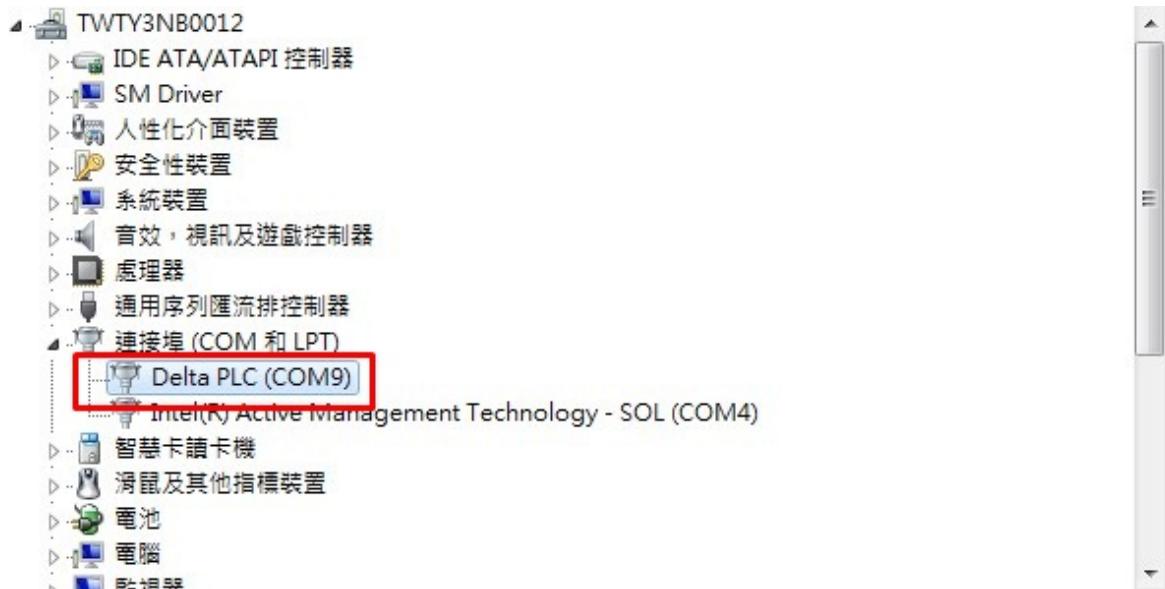 TWTY3NB0012
IDE ATA/ATAPI 控制器
SM Driver
人性化介面裝置
安全性裝置
系統裝置
音效，視訊及遊戲控制器
處理器
通用序列匯流排控制器
連接埠 (COM 和 LPT)
Delta PLC (COM9)
Intel(R) Active Management Technology - SOL (COM4)
智慧卡讀卡機
滑鼠及其他指標裝置
電池
電腦
監視器